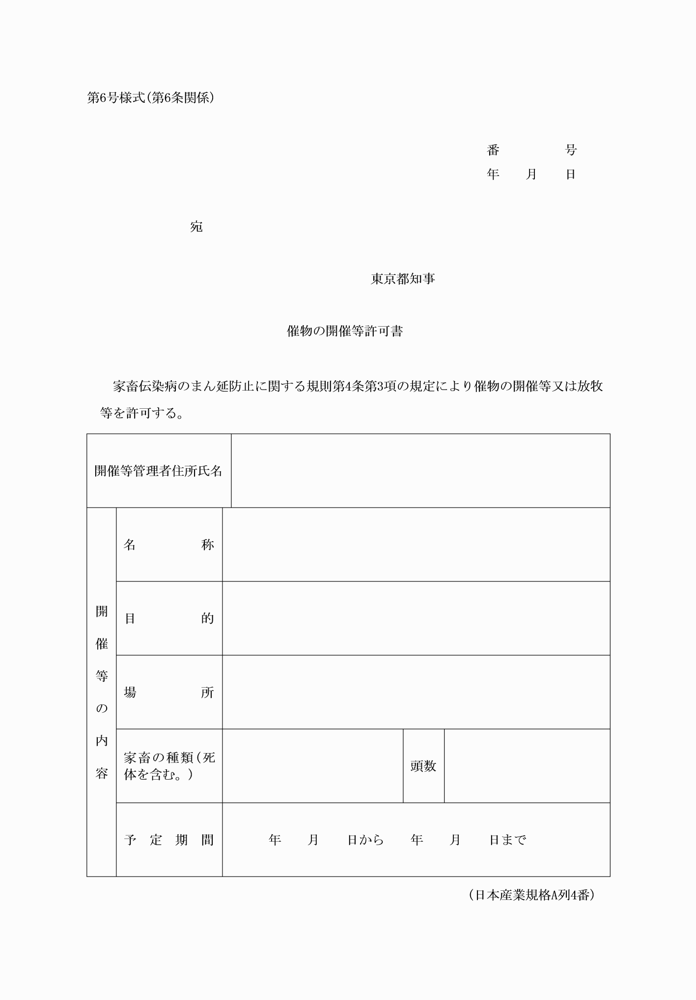 第6号様式(第6条関係)
番　　　　　号
年　　月　　日
宛
東京都知事
催物の開催等許可書
家畜伝染病のまん延防止に関する規則第4条第3項の規定により催物の開催等又は放牧
等を許可する。
開催等管理者住所氏名
開催等の内容
名　　　　　称
目　　　　　的
場　　　　　所
家畜の種類(死
体を含む。)
頭数
予　定　期　間
年　　月　　日から　　年　　月　　日まで
(日本産業規格A列4番)